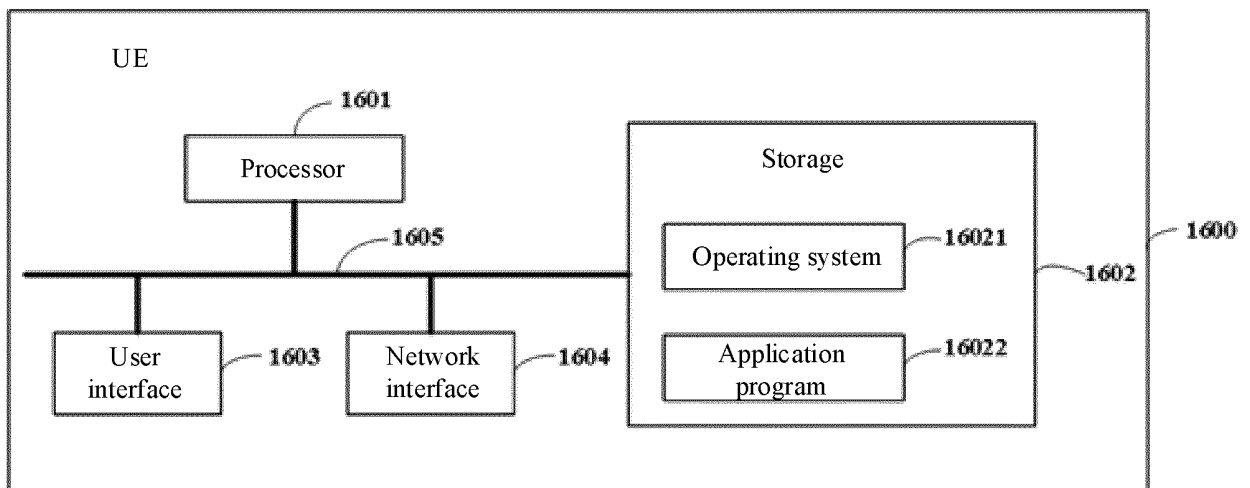 UE
1601
Processor
Storage
1605
Operating system
16021
1600
1602
User
interface
1603
Network
interface
1604
Application
program
16022